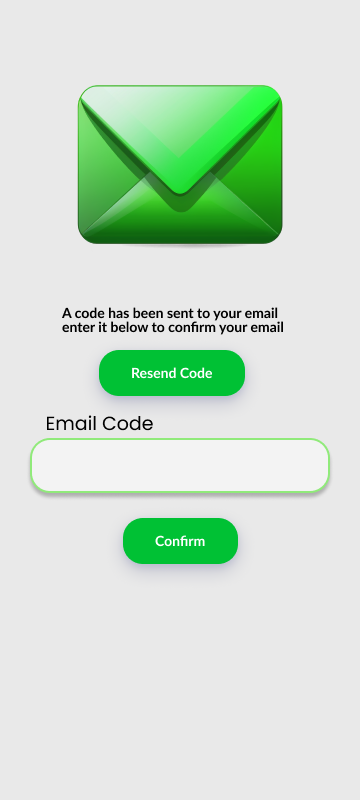 A code has been sent to your email
enter it below to confirm your email
Resend Code
Email Code
Confirm